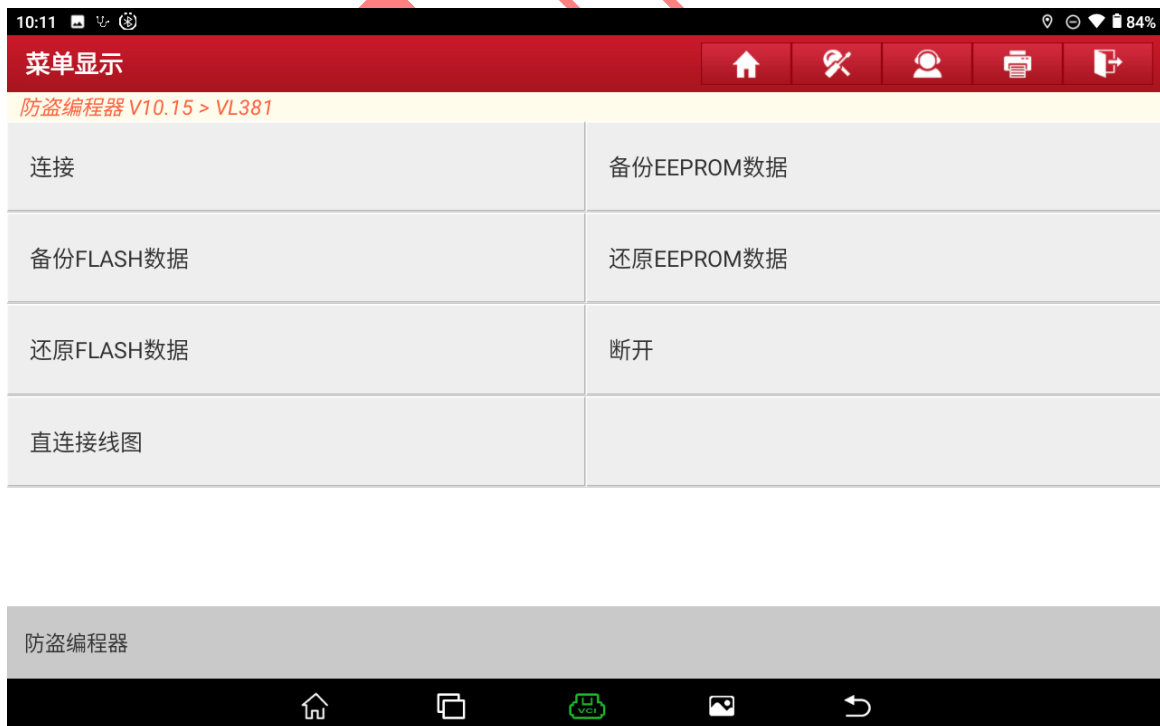 10:11 84%
菜单显示
防盗编程器 V10.15 > VL381
连接 备份EEPROM数据
备份FLASH数据 还原EEPROM数据
还原FLASH数据 断开
直连接线图
防盗编程器
VCI